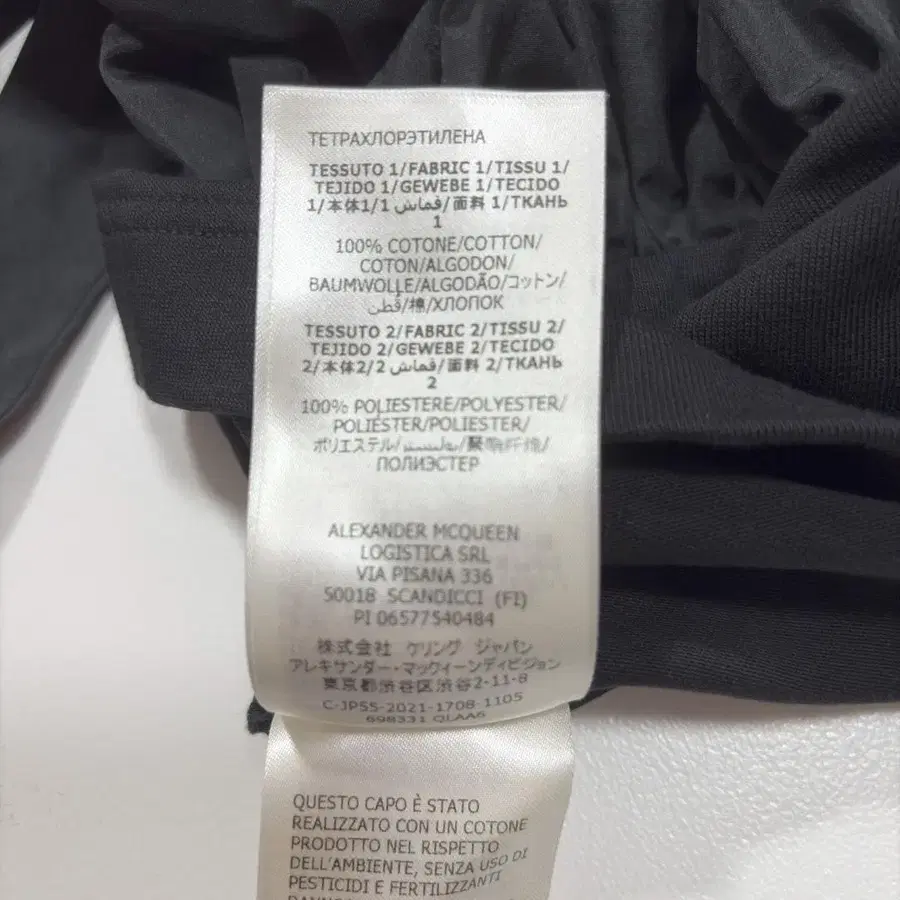 ТЕТРАХЛОРЭТИЛЕНА
TESSUTO 1/FABRIC 1/TISSU 1/
TEJIDO 1/GEWEBE 1/TECIDO
1/本体1/1 قماش/面料 1/ТКАНЬ
1
100% COTONE/COTTON/
COTON/ALGODON/
BAUMWOLLE/ALGODÃO/コットン/
قطن/棉/ХЛОПОК
TESSUTO 2/FABRIC 2/TISSU 2/
TEJIDO 2/GEWEBE 2/TECIDO
2/本体2/2 قماش/面料 2/ТКАНЬ
2
100% POLIESTERE/POLYESTER/
POLIÉSTER/POLIESTER/
ポリエステル/بوليستر/聚酯纤维/
ПОЛИЭСТЕР
ALEXANDER MCQUEEN
LOGISTICA SRL
VIA PISANA 336
50018 SCANDICCI (FI)
PI 06577540484
株式会社 ケリング ジャパン
アレキサンダー・マックィーンディビジョン
東京都渋谷区渋谷2-11-8
C-JPSS-2021-1708-1105
698331 QLAA6
QUESTO CAPO È STATO
REALIZZATO CON UN COTONE
PRODOTTO NEL RISPETTO
DELL'AMBIENTE, SENZA USO DI
PESTICIDI E FERTILIZZANTI